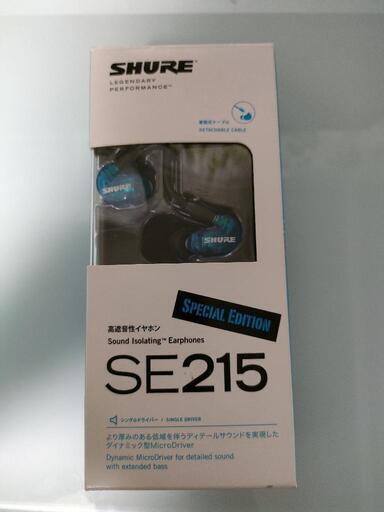 SHURE
LEGENDARY
PERFORMANCE™
着脱式ケーブル
DETACHABLE CABLE
SHURE
SHURE
SPECIAL EDITION
高遮音性イヤホン
Sound Isolating™ Earphones
SE215
シングルドライバー / SINGLE DRIVER
より厚みのある低域を伴うディテールサウンドを実現した
ダイナミック型MicroDriver
Dynamic MicroDriver for detailed sound
with extended bass